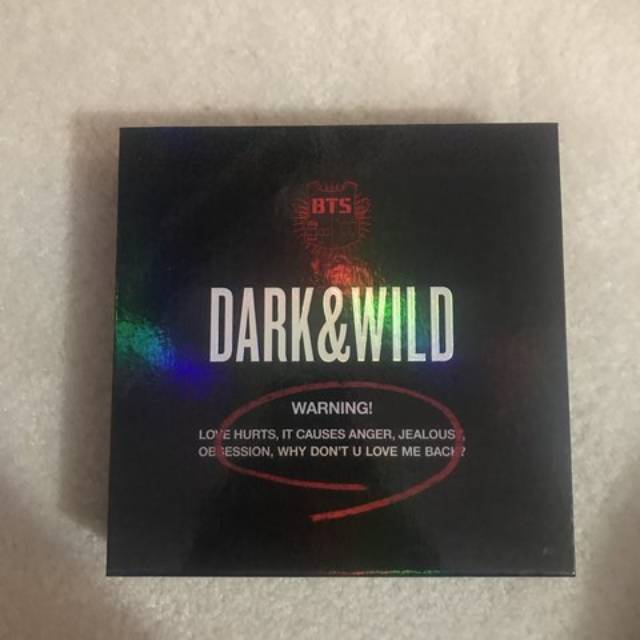 BTS
DARK&WILD
WARNING!
LOVE HURTS, IT CAUSES ANGER, JEALOUSY,
OBSESSION, WHY DON'T U LOVE ME BACK?